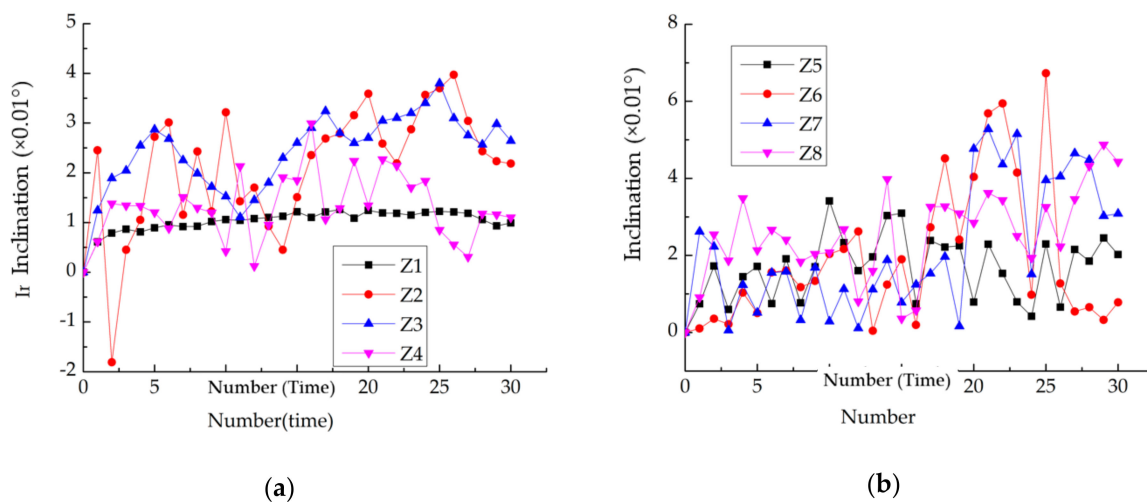 5
4
3
2
1
0
-1
-2
Ir Inclination (×0.01°)
Z1
Z2
Z3
Z4
0
5
Number (Time)
20
25
30
Number(time)
(a)
8
6
4
2
0
Inclination (×0.01°)
Z5
Z6
Z7
Z8
0
5
10
Number (Time)
20
25
30
Number
(b)